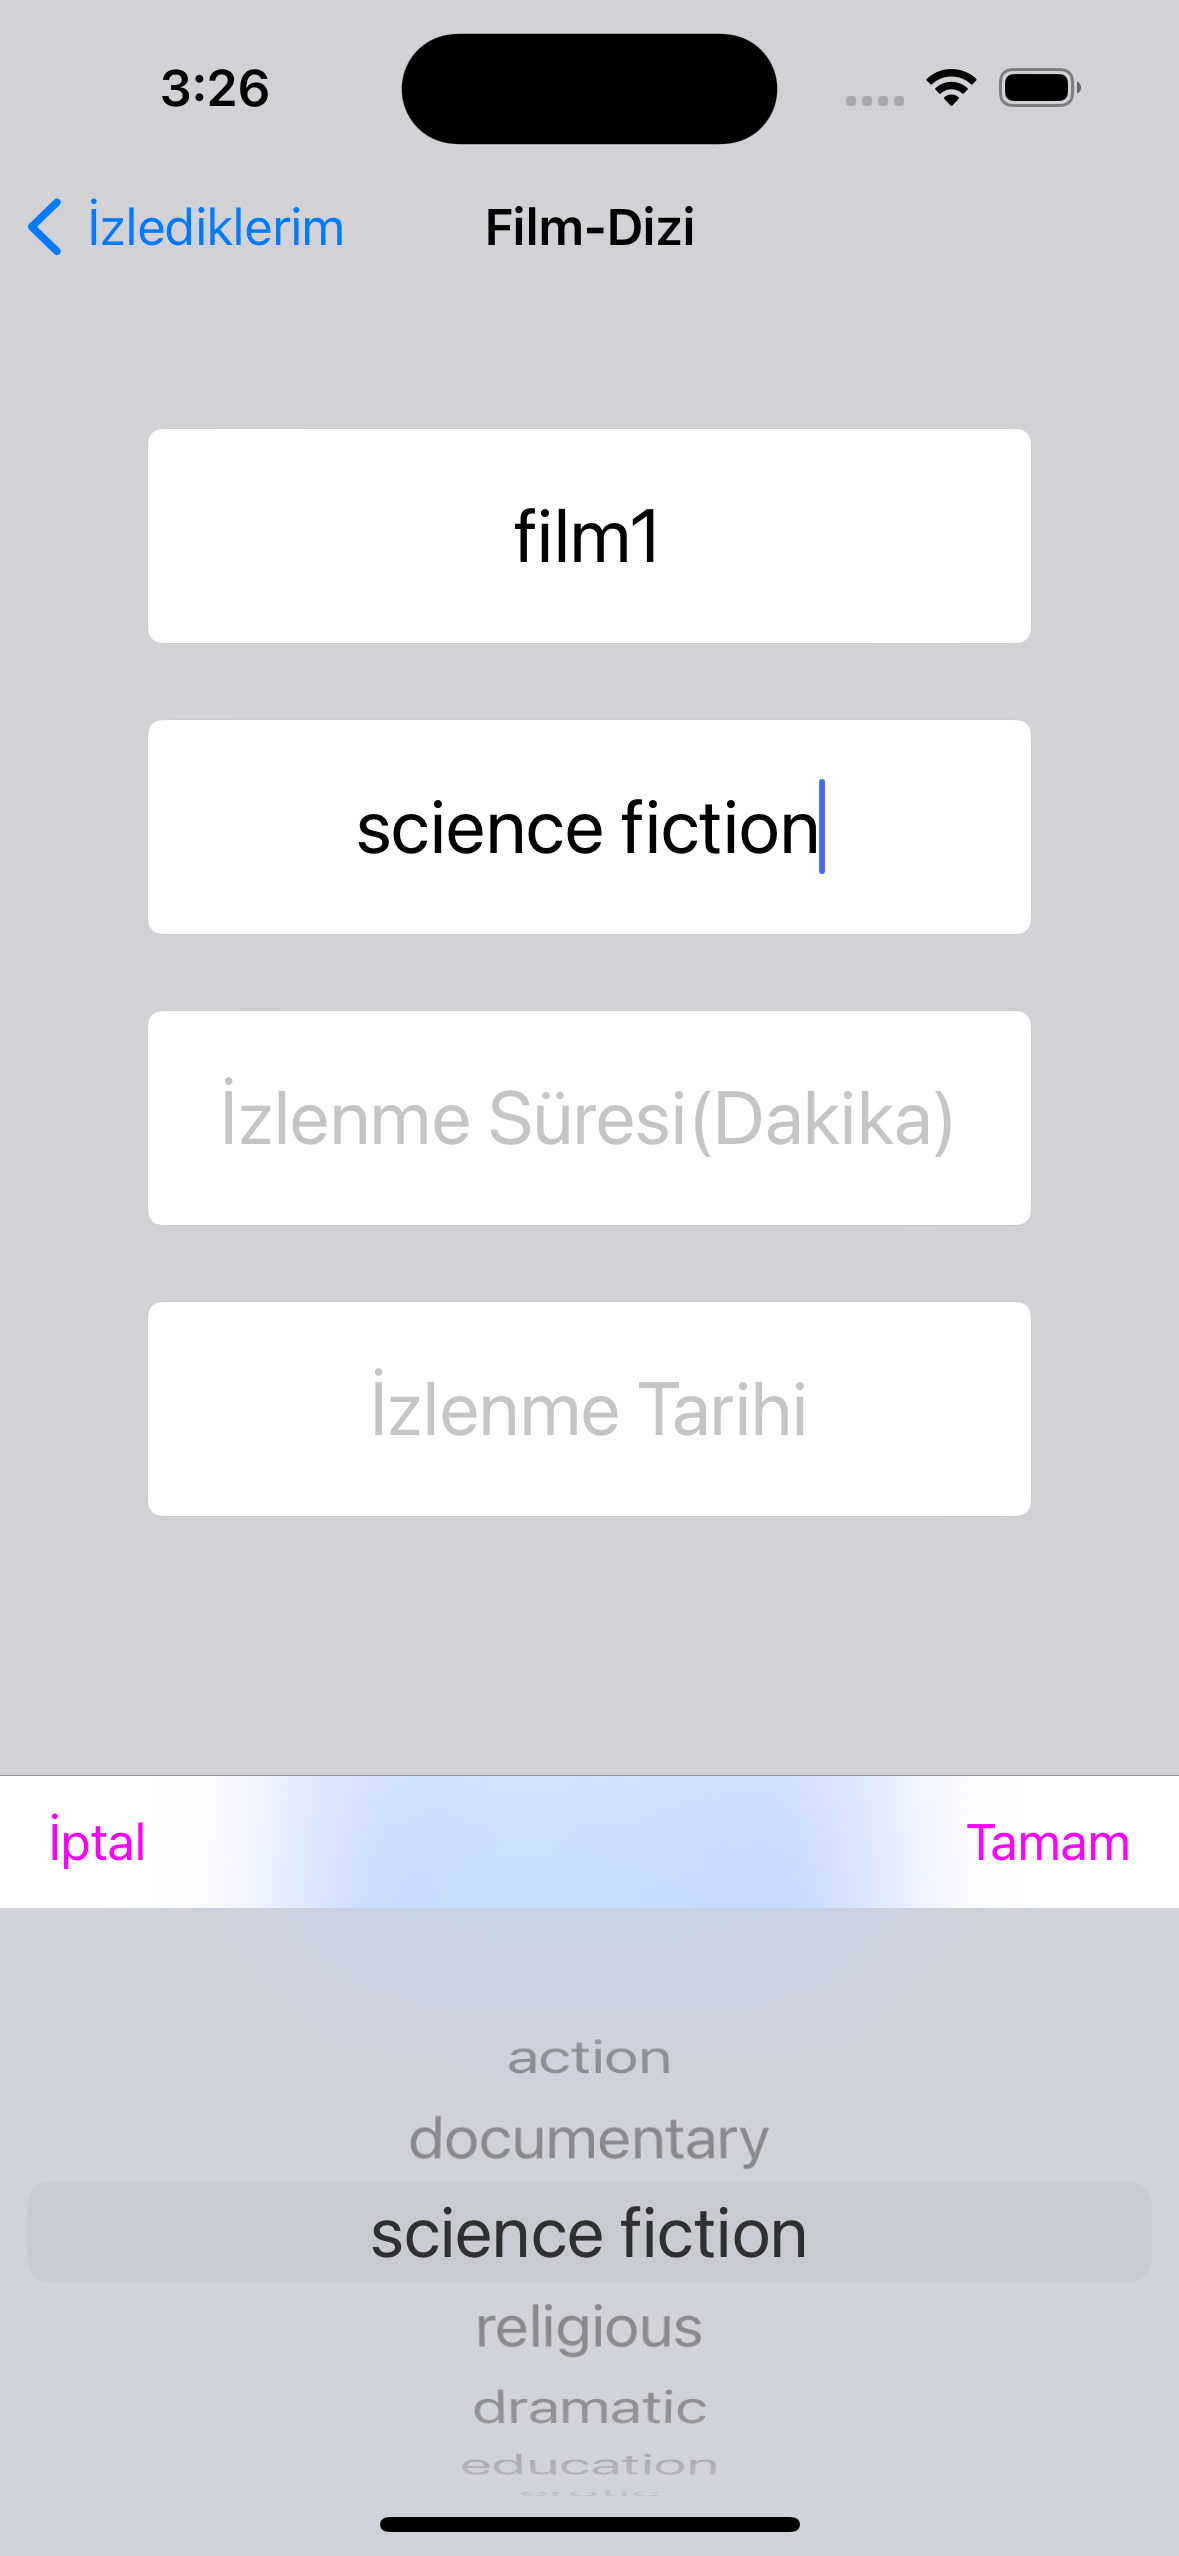 3:26
İzlediklerim Film-Dizi
film1
science fiction
İzlenme Süresi(Dakika)
İzlenme Tarihi
İptal Tamam
action
documentary
science fiction
religious
dramatic
education